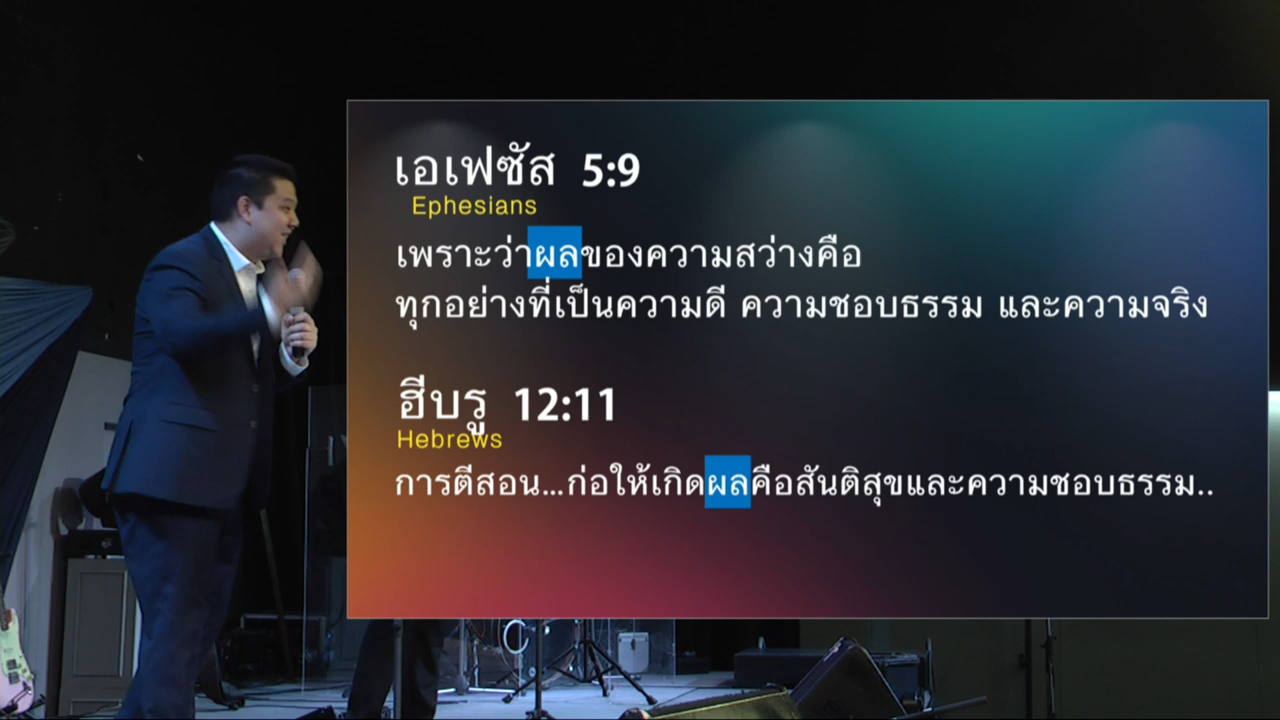 เอเฟซัส 5:9
Ephesians
เพราะว่าผลของความสว่างคือ
ทุกอย่างที่เป็นความดี ความชอบธรรม และความจริง
ฮีบรู 12:11
Hebrews
การตีสอน...ก่อให้เกิดผลคือสันติสุขและความชอบธรรม..